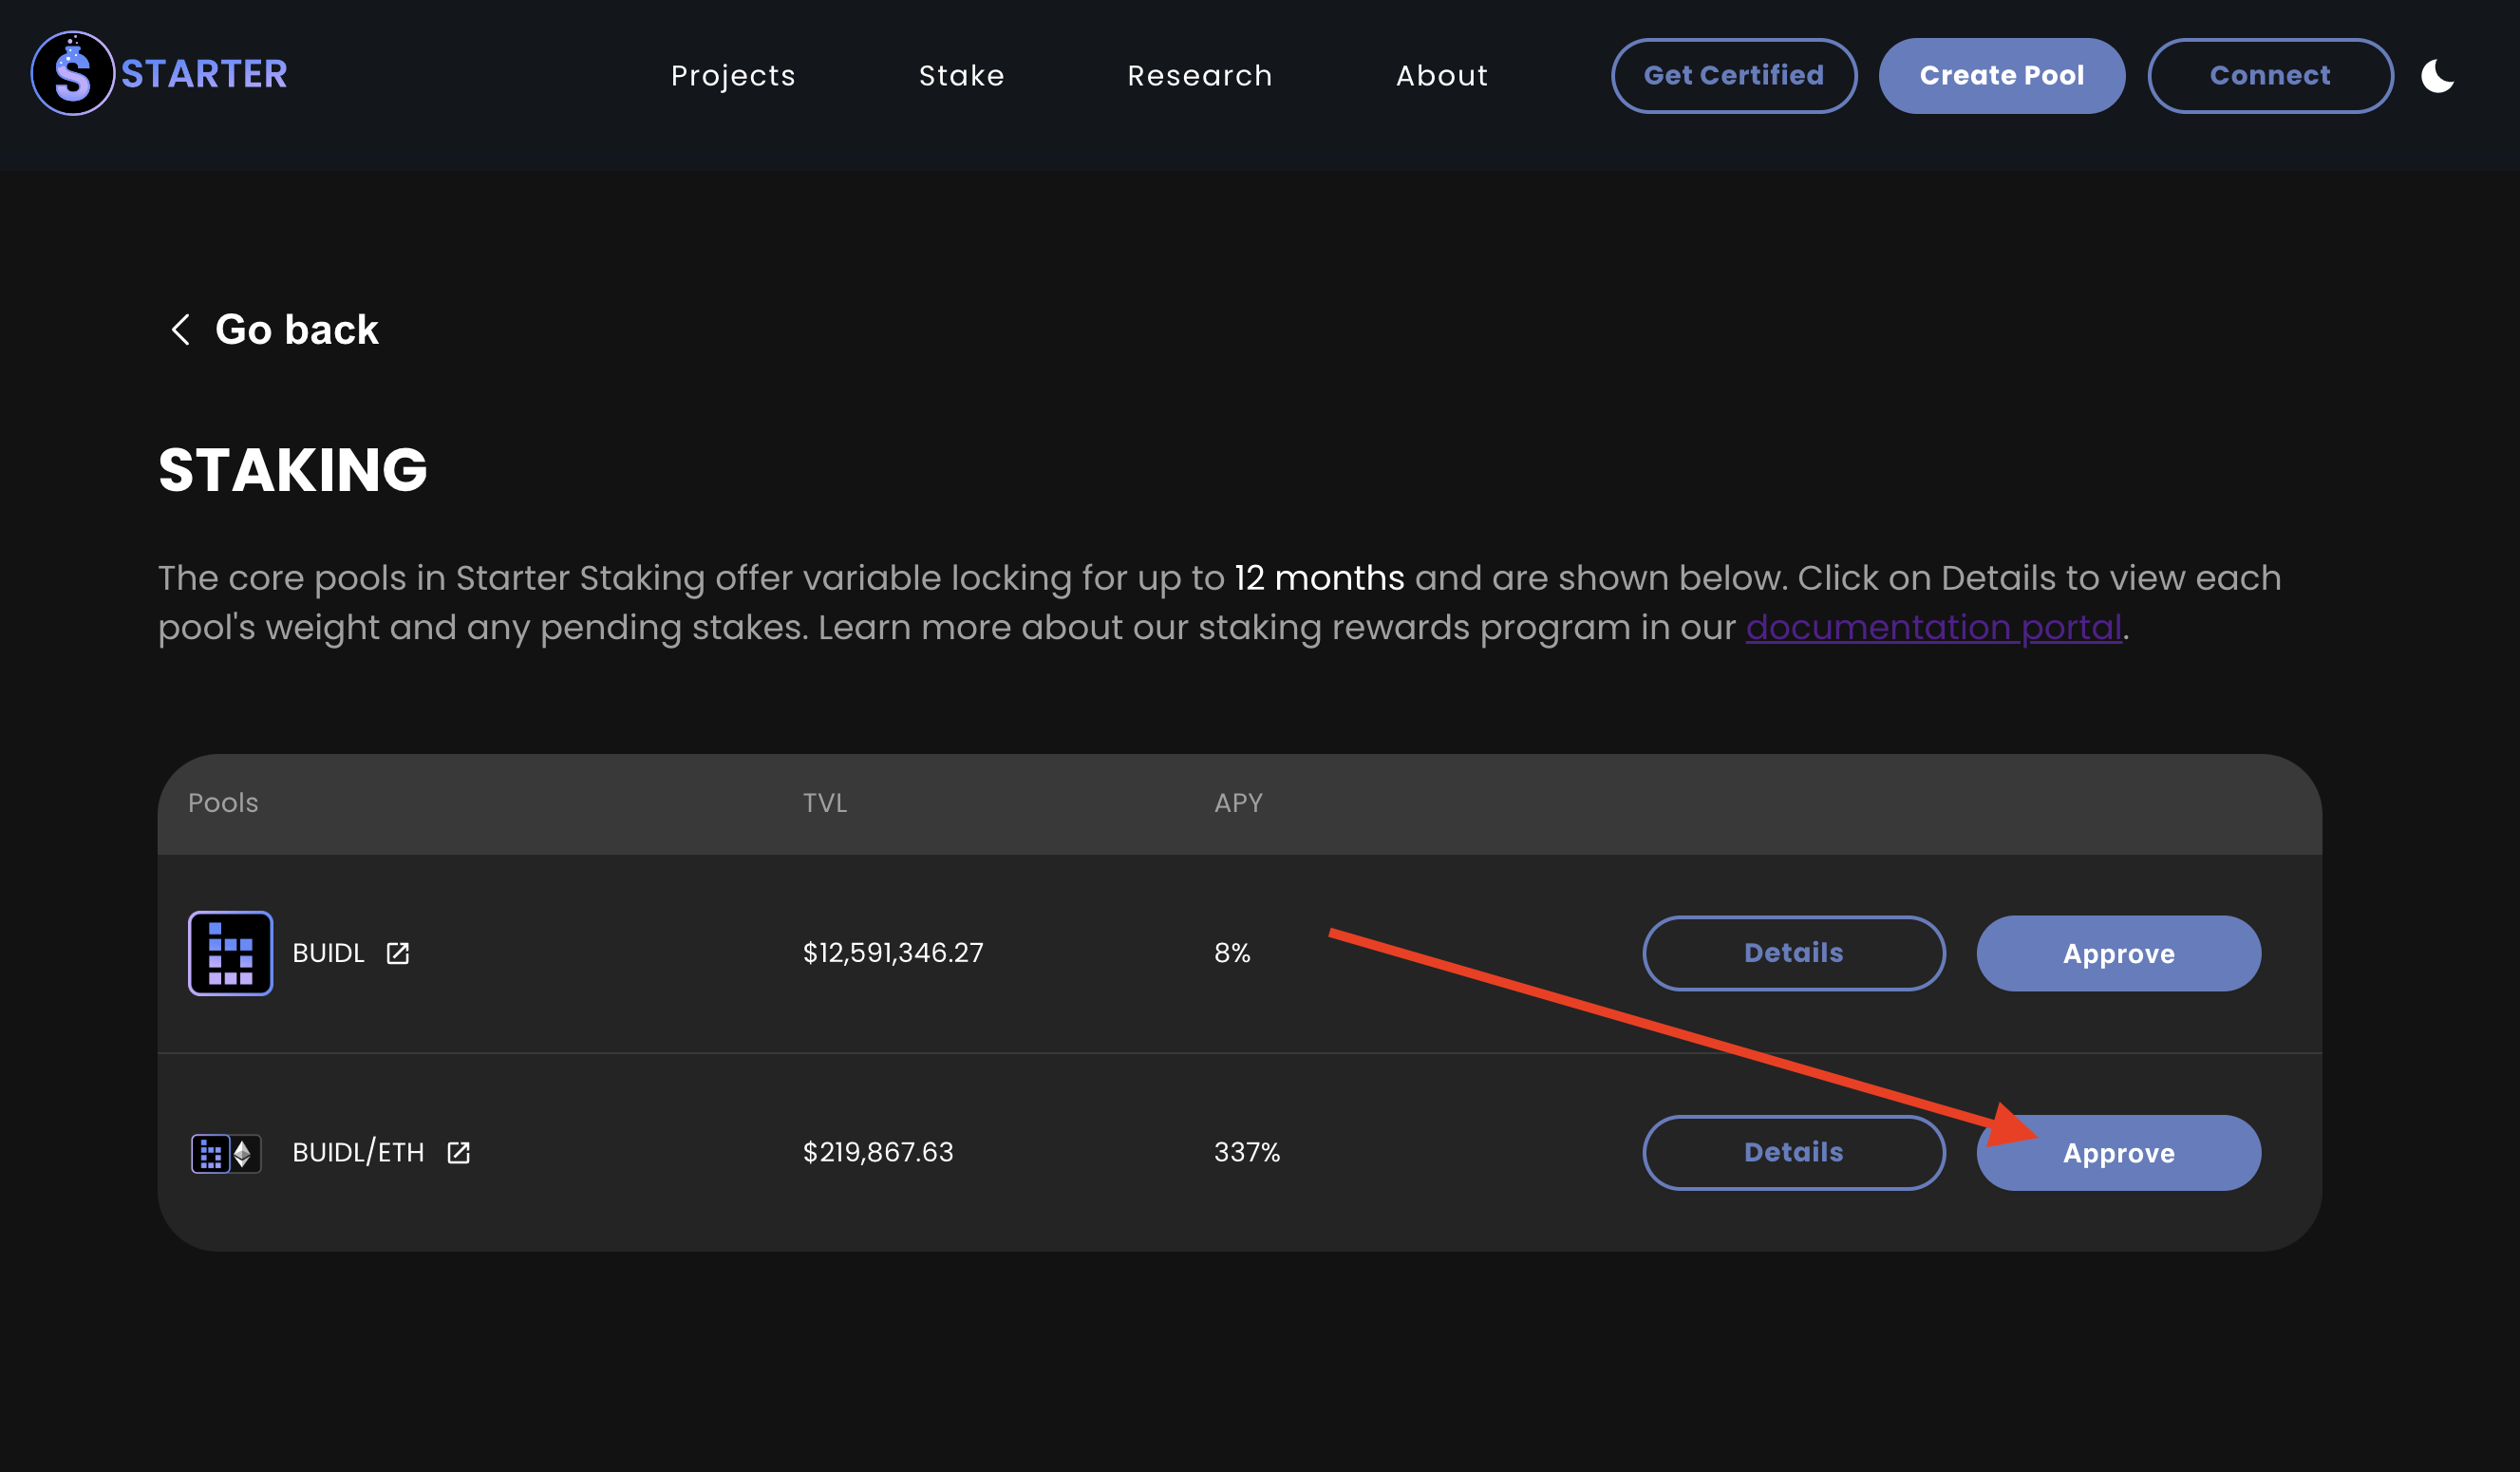 STARTER
Projects
Stake
Research
About
Get Certified
Create Pool
Connect
Go back
STAKING
The core pools in Starter Staking offer variable locking for up to 12 months and are shown below. Click on Details to view each
pool's weight and any pending stakes. Learn more about our staking rewards program in our documentation portal.
Pools
TVL
APY
BUIDL
$12,591,346.27
8%
Details
Approve
BUIDL/ETH
$219,867.63
337%
Details
Approve